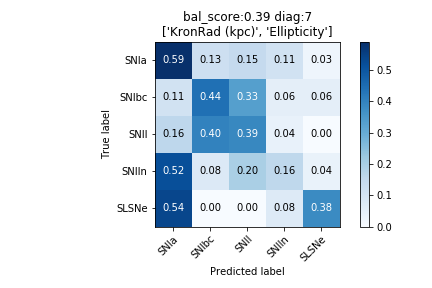 bal_score:0.39 diag:7
['KronRad (kpc)', 'Ellipticity']
True label
SNIa 0.59 0.13 0.15 0.11 0.03
SNIbc 0.11 0.44 0.33 0.06 0.06
SNII 0.16 0.40 0.39 0.04 0.00
SNIIn 0.52 0.08 0.20 0.16 0.04
SLSNe 0.54 0.00 0.00 0.08 0.38
SNIa SNIbc SNII SNIIn SLSNe
Predicted label
0.5
0.4
0.3
0.2
0.1
0.0